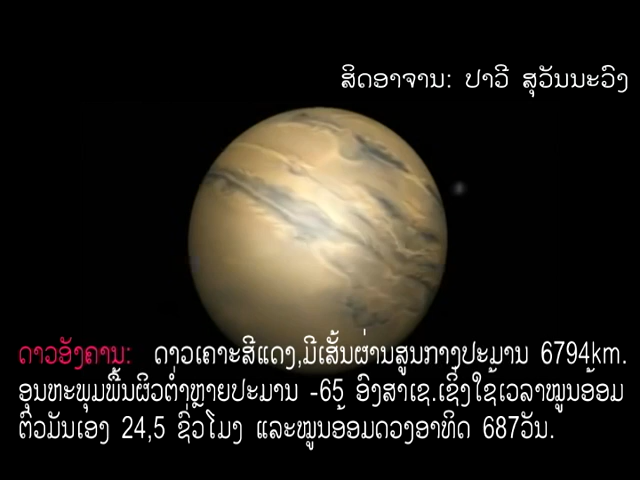 ສິດອາຈານ: ປາວີ ສຸວັນນະວົງ
ດາວອັງຄານ: ດາວເຄາະສີແດງ,ມີເສັ້ນຜ່ານສູນກາງປະມານ 6794km.
ອຸນຫະພຸມພື້ນຜິວຕ່ຳຫຼາຍປະມານ -65 ອົງສາເຊ.ເຊິ່ງໃຊ້ເວລາໝູນອ້ອມ
ຕົວມັນເອງ 24,5 ຊົ່ວໂມງ ແລະໝູນອ້ອມດວງອາທິດ 687ວັນ.